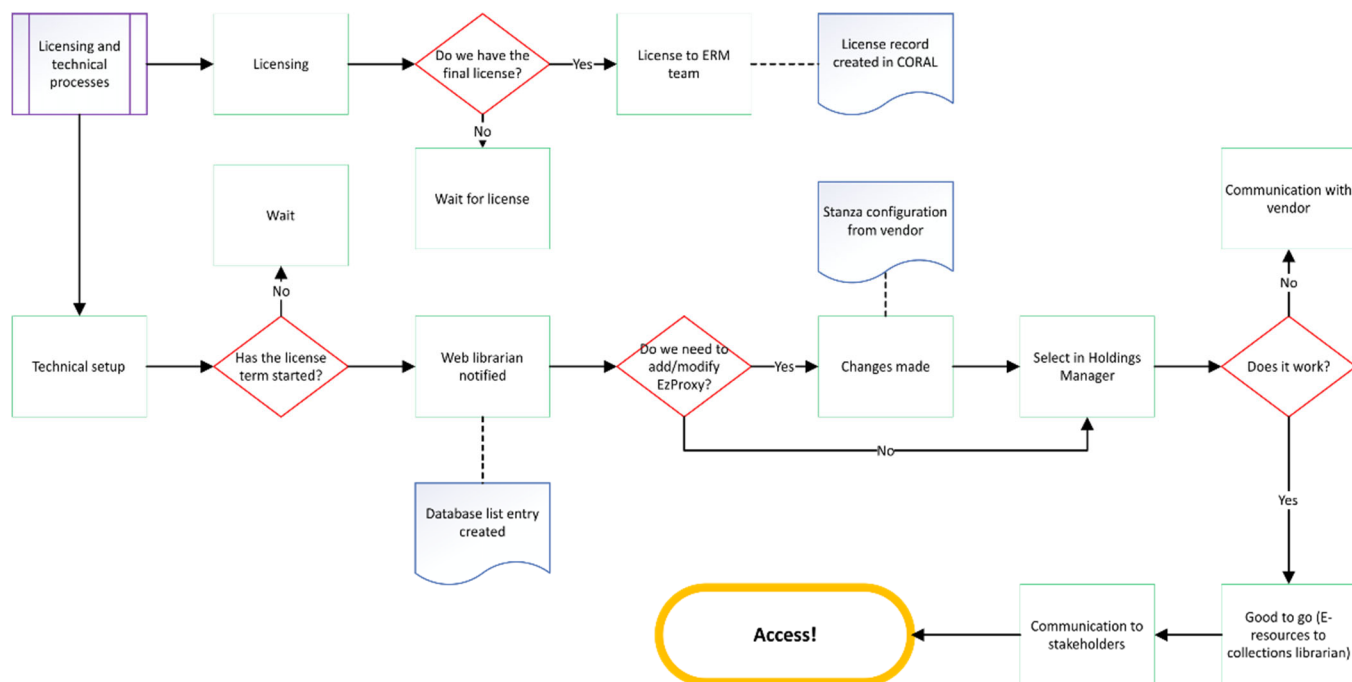 Licensing and
technical
processes
Licensing
Do we have the
final license?
Yes
License to ERM
team
License record
created in CORAL
No
Wait for license
Wait
Stanza configuration
from vendor
Communication with
vendor
No
No
Technical setup
Has the license
term started?
Web librarian
notified
Do we need to
add/modify
EzProxy?
Yes
Changes made
Select in Holdings
Manager
Does it work?
No
Database list entry
created
Yes
Access!
Communication to
stakeholders
Good to go (E-
resources to
collections librarian)